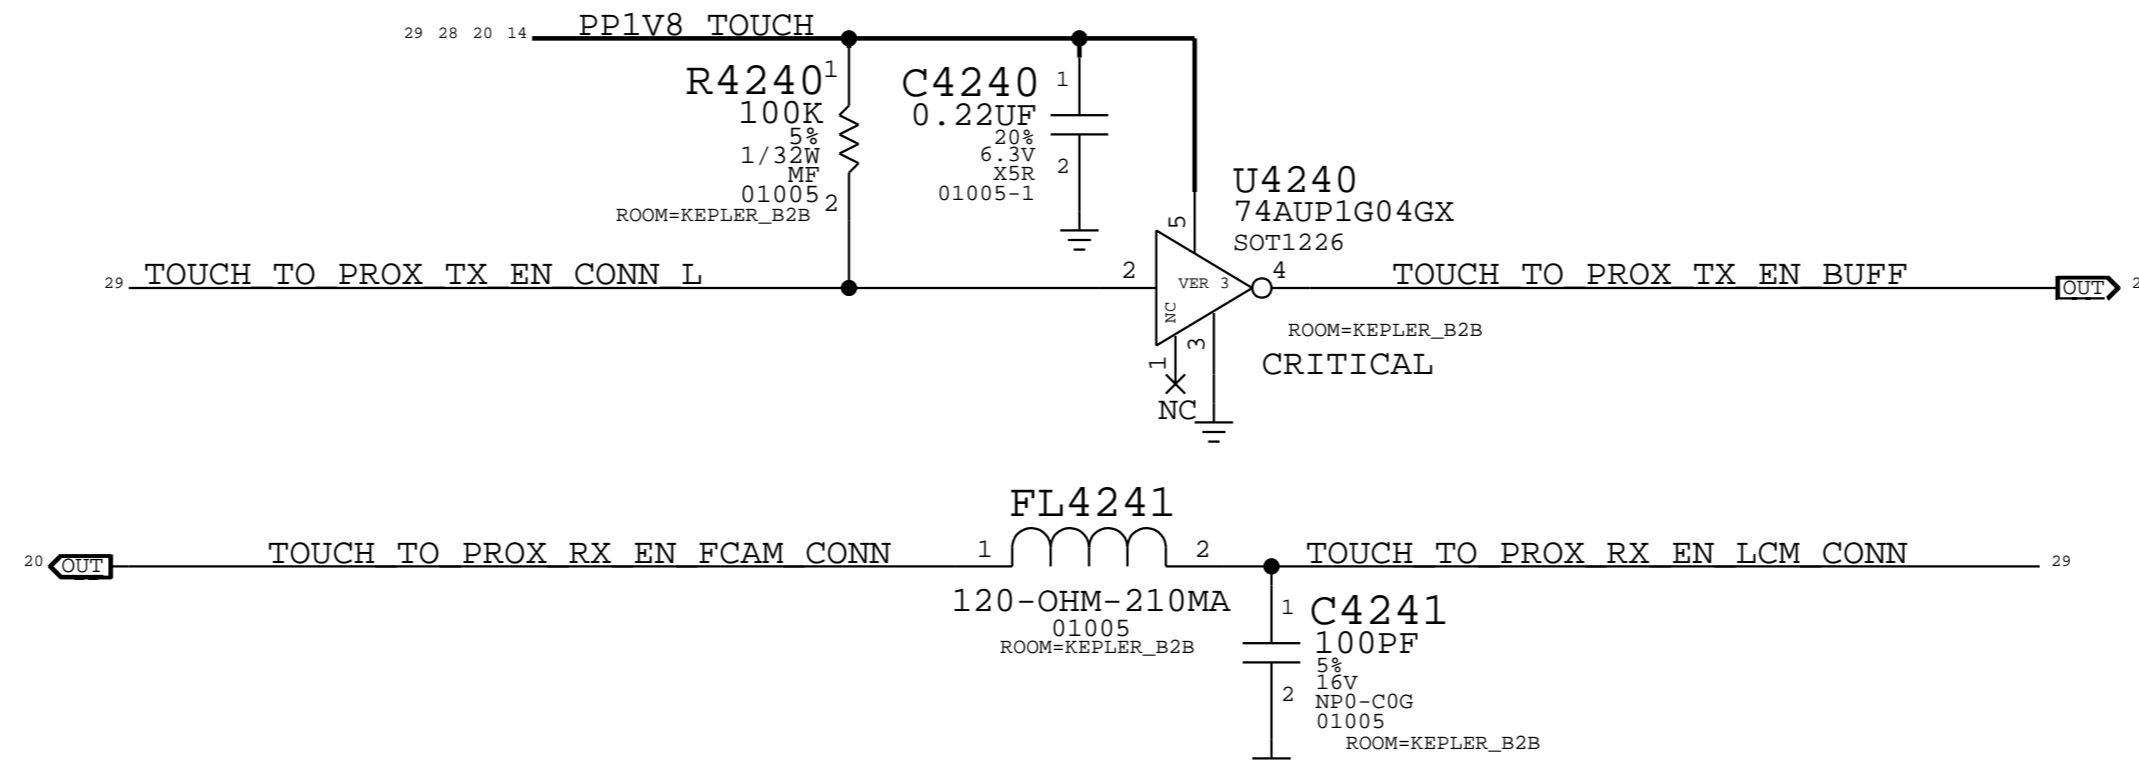 29 28 20 14 PP1V8_TOUCH
R4240
1
100K
5%
1/32W
MF
01005
2
ROOM=KEPLER_B2B
C4240
1
0.22UF
20%
6.3V
X5R
01005-1
2
U4240
74AUP1G04GX
SOT1226
5
29 TOUCH_TO_PROX_TX_EN_CONN_L
2
VER 3
NC
4
TOUCH_TO_PROX_TX_EN_BUFF
OUT
1
3
NC
ROOM=KEPLER_B2B
CRITICAL
FL4241
20 OUT
TOUCH_TO_PROX_RX_EN_FCAM_CONN
1
2
TOUCH_TO_PROX_RX_EN_LCM_CONN
29
120-OHM-210MA
01005
ROOM=KEPLER_B2B
1
C4241
100PF
5%
16V
NP0-C0G
01005
2
ROOM=KEPLER_B2B